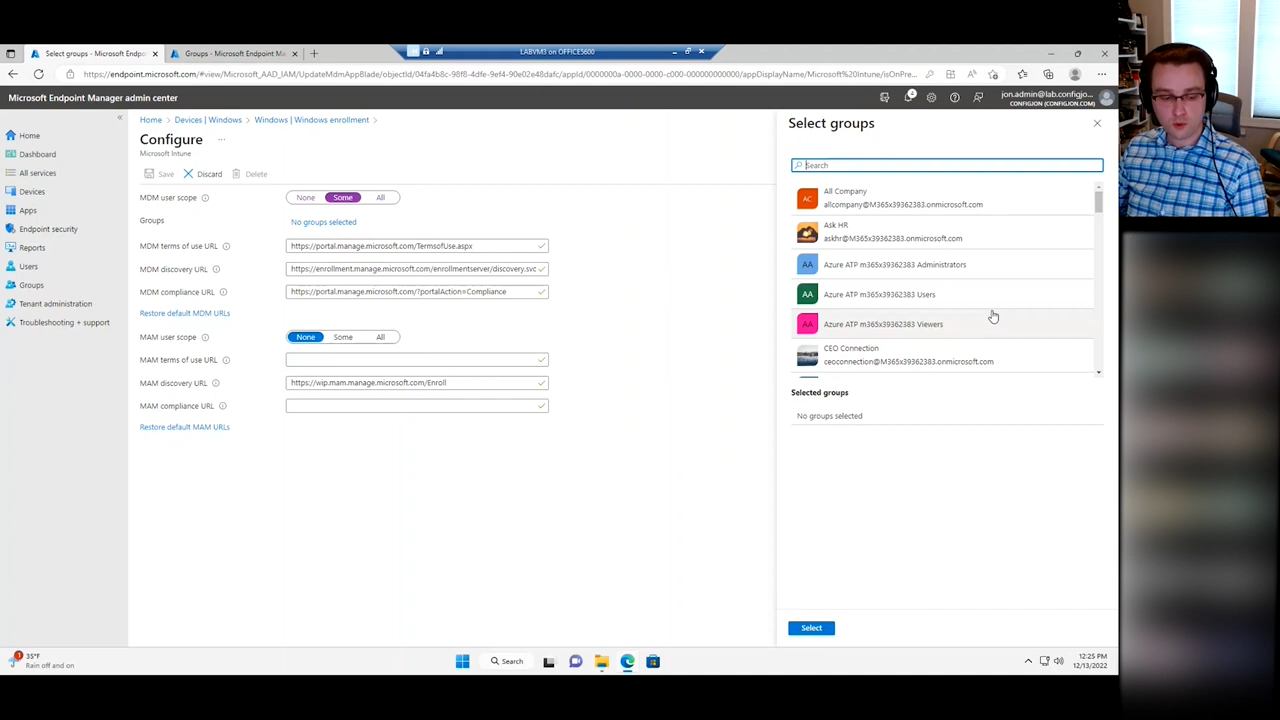 LABVM3 on OFFICE5600
Select groups - Microsoft Endpo
Groups - Microsoft Endpoint M
https://endpoint.microsoft.com/#view/Microsoft_AAD_IAM/UpdateMdmAppBlade/objectId/04fa4b8c-98f8-4dfe-9ef4-90e02e48dafc/appId/0000000a-0000-0000-c000-000000000000/appDisplayName/Microsoft%20Intune/isOnPre...
Microsoft Endpoint Manager admin center
4
jon.admin@lab.configjo...
CONFIGJON (CONFIGJON.COM)
Home
Dashboard
All services
Devices
Apps
Endpoint security
Reports
Users
Groups
Tenant administration
Troubleshooting + support
Home > Devices | Windows > Windows | Windows enrollment >
Configure ...
Microsoft Intune
Save Discard Delete
MDM user scope None Some All
Groups No groups selected
MDM terms of use URL https://portal.manage.microsoft.com/TermsofUse.aspx
MDM discovery URL https://enrollment.manage.microsoft.com/enrollmentserver/discovery.svc
MDM compliance URL https://portal.manage.microsoft.com/?portalAction=Compliance
Restore default MDM URLs
MAM user scope None Some All
MAM terms of use URL
MAM discovery URL https://wip.mam.manage.microsoft.com/Enroll
MAM compliance URL
Restore default MAM URLs
Select groups
Search
AC All Company
allcompany@M365x39362383.onmicrosoft.com
Ask HR
askhr@M365x39362383.onmicrosoft.com
AA Azure ATP m365x39362383 Administrators
AA Azure ATP m365x39362383 Users
AA Azure ATP m365x39362383 Viewers
CEO Connection
ceoconnection@M365x39362383.onmicrosoft.com
Selected groups
No groups selected
Select
1
35°F
Rain off and on
Search
12:25 PM
12/13/2022